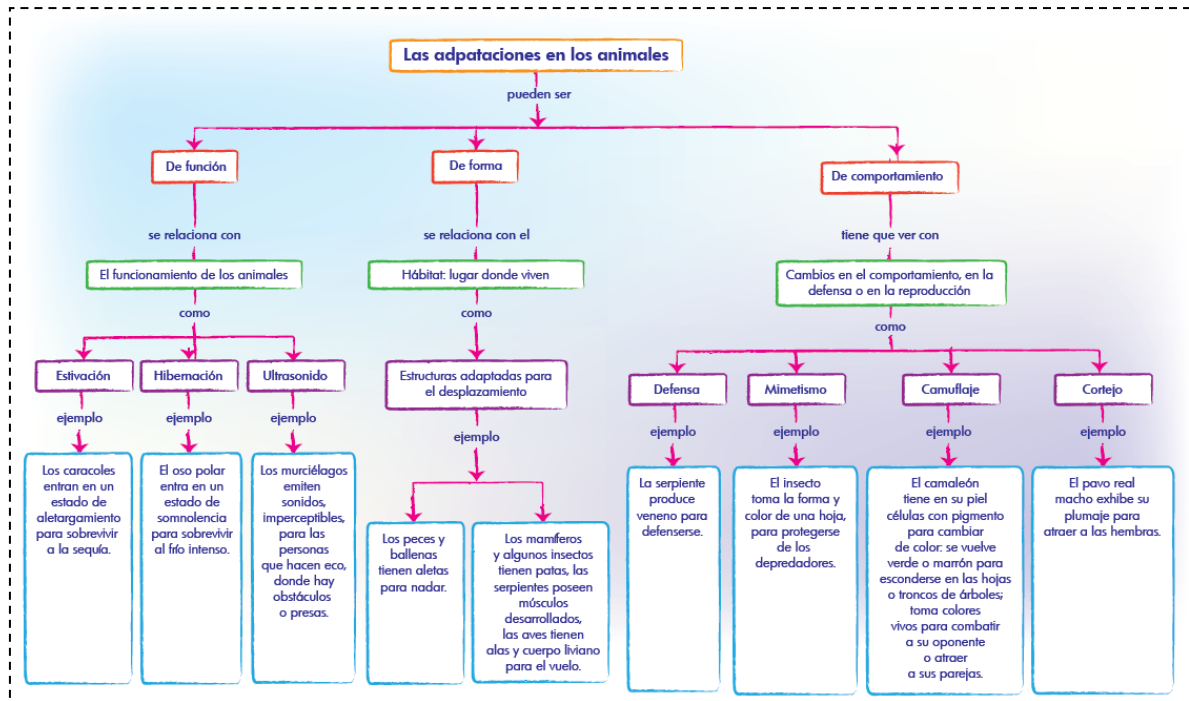 Las adpataciones en los animales
pueden ser
De función
De forma
De comportamiento
se relaciona con
se relaciona con el
tiene que ver con
El funcionamiento de los animales
Hábitat: lugar donde viven
Cambios en el comportamiento, en la
defensa o en la reproducción
como
como
como
Estivación
Hibernación
Ultrasonido
Estructuras adaptadas para
el desplazamiento
Defensa
Mimetismo
Camuflaje
Cortejo
ejemplo
ejemplo
ejemplo
ejemplo
ejemplo
ejemplo
ejemplo
ejemplo
Los caracoles
entran en un
estado de
aletargamiento
para sobrevivir
a la sequía.
El oso polar
entra en un
estado de
somnolencia
para sobrevivir
al frío intenso.
Los murciélagos
emiten
sonidos,
imperceptibles,
para las
personas
que hacen eco,
donde hay
obstáculos
o presas.
Los peces y
ballenas
tienen aletas
para nadar.
Los mamíferos
y algunos insectos
tienen patas, las
serpientes poseen
músculos
desarrollados,
las aves tienen
alas y cuerpo liviano
para el vuelo.
La serpiente
produce
veneno para
defenderse.
El insecto
toma la forma y
color de una hoja,
para protegerse
de los
depredadores.
El camaleón
tiene en su piel
células con pigmento
para cambiar
de color: se vuelve
verde o marrón para
esconderse en las hojas
o troncos de árboles;
toma colores
vivos para combatir
a su oponente
o atraer
a sus parejas.
El pavo real
macho exhibe su
plumaje para
atraer a las hembras.